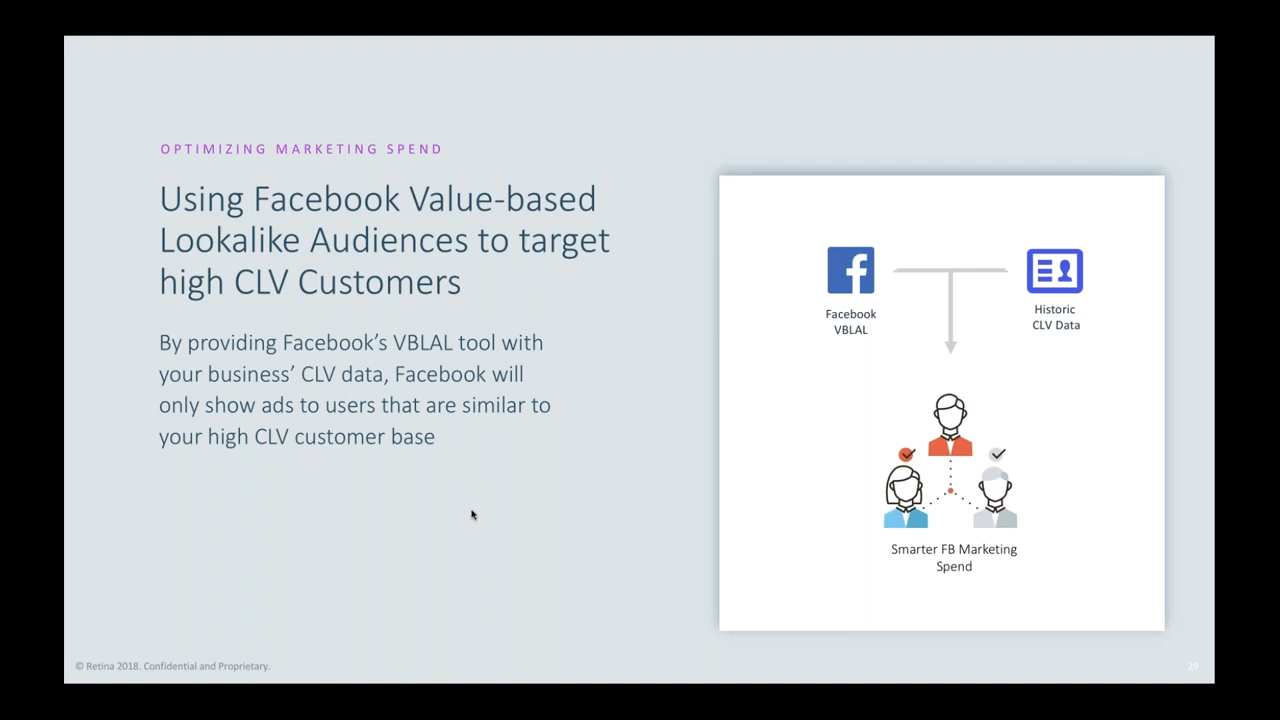 OPTIMIZING MARKETING SPEND
Using Facebook Value-based
Lookalike Audiences to target
high CLV Customers
By providing Facebook’s VBLAL tool with
your business’ CLV data, Facebook will
only show ads to users that are similar to
your high CLV customer base
Facebook
VBLAL
Historic
CLV Data
Smarter FB Marketing
Spend
© Retina 2018. Confidential and Proprietary.
29